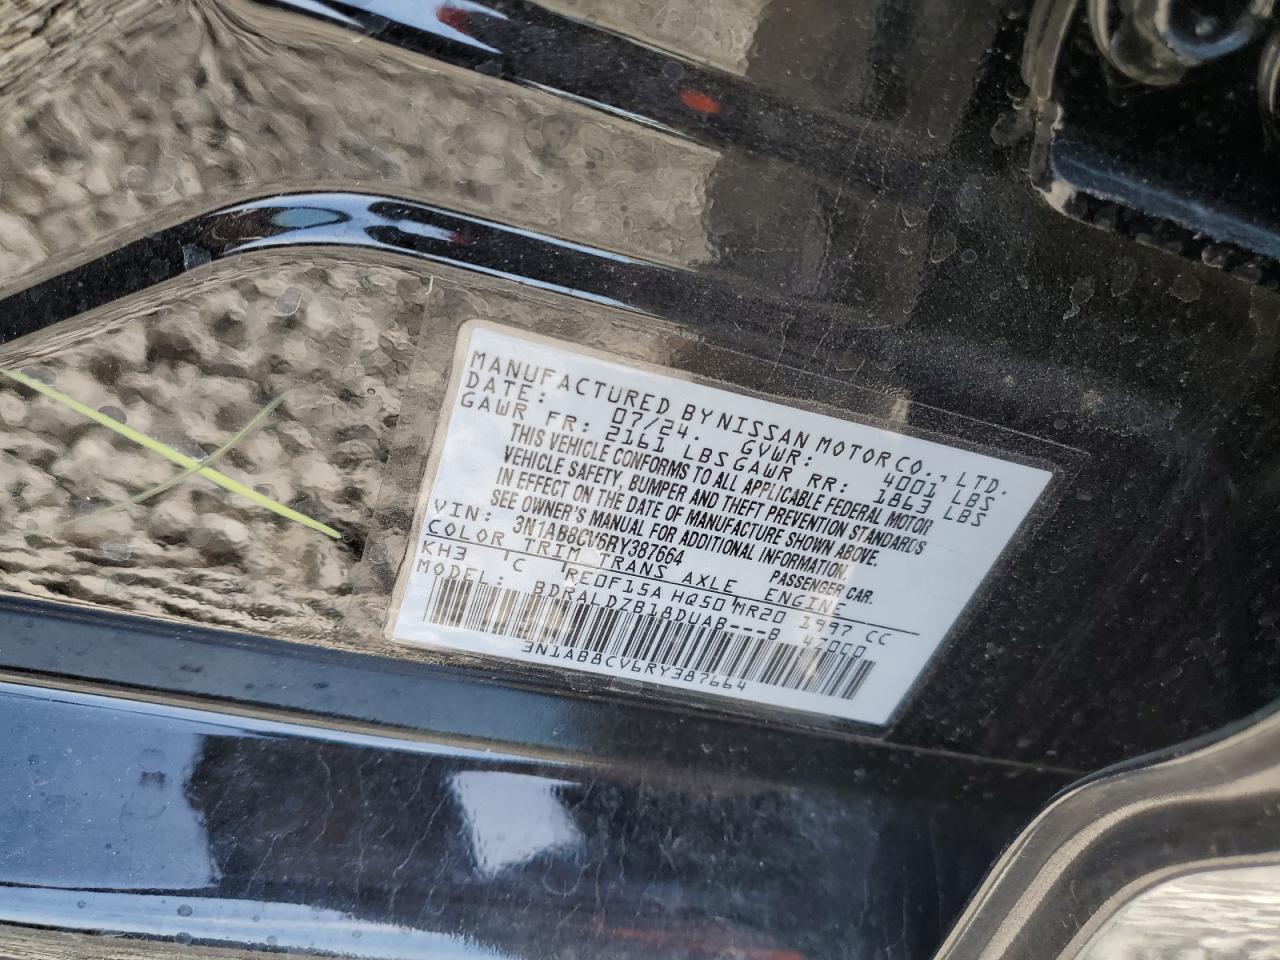 MANUFACTURED BY NISSAN MOTOR CO., LTD.
DATE: 07/24. GVWR: 4001 LBS
GAWR FR: 2161 LBS GAWR RR: 1863 LBS
THIS VEHICLE CONFORMS TO ALL APPLICABLE FEDERAL MOTOR
VEHICLE SAFETY, BUMPER AND THEFT PREVENTION STANDARDS
IN EFFECT ON THE DATE OF MANUFACTURE SHOWN ABOVE.
SEE OWNER'S MANUAL FOR ADDITIONAL INFORMATION.
VIN: 3N1AB8CV6RY387664 PASSENGER CAR.
COLOR TRIM TRANS AXLE ENGINE
KH3 C RE0F15A HQ50 MR20 1997 CC
MODEL: BDRALDZB18DUAB---B 47000
3N1AB8CV6RY387664